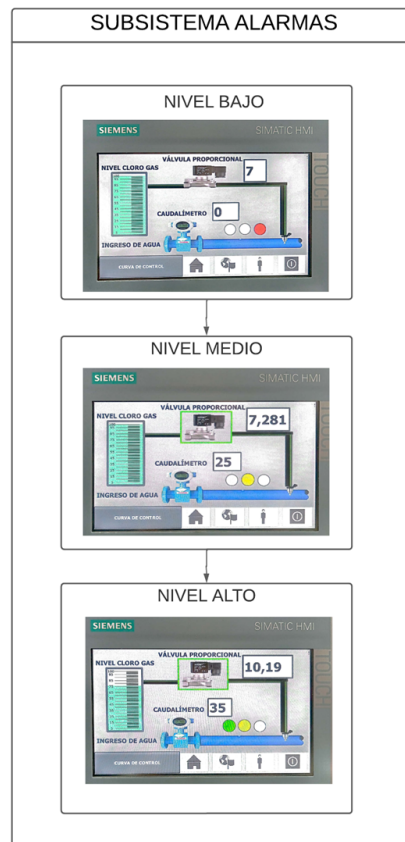 SUBSISTEMA ALARMAS
NIVEL BAJO
SIEMENS
SIMATIC HMI
TOUCH
VÁLVULA PROPORCIONAL
NIVEL CLORO GAS
7
CAUDALÍMETRO
0
INGRESO DE AGUA
CURVA DE CONTROL
NIVEL MEDIO
SIEMENS
SIMATIC HMI
TOUCH
VÁLVULA PROPORCIONAL
NIVEL CLORO GAS
7,281
CAUDALÍMETRO
25
INGRESO DE AGUA
CURVA DE CONTROL
NIVEL ALTO
SIEMENS
SIMATIC HMI
TOUCH
VÁLVULA PROPORCIONAL
NIVEL CLORO GAS
10,19
CAUDALÍMETRO
35
INGRESO DE AGUA
CURVA DE CONTROL